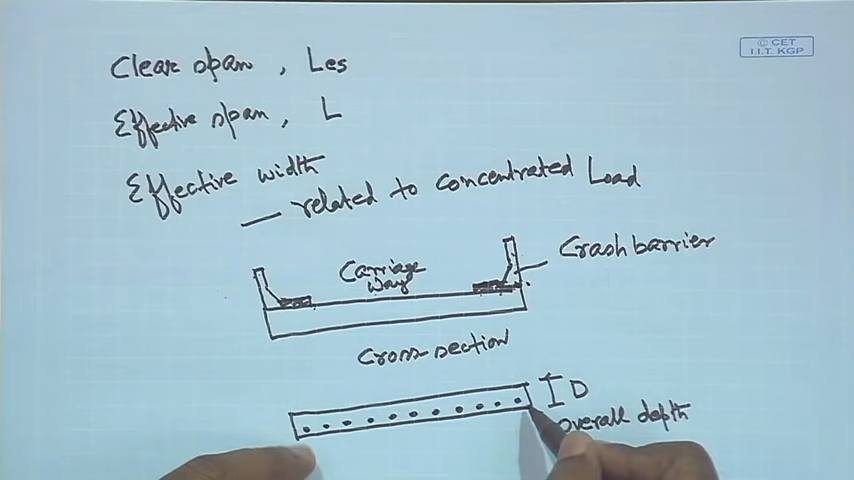 © CET
I.I.T. KGP
Clear span, Les
Effective span, L
Effective width
— related to concentrated Load
Carriage
way
Crash barrier
Cross-section
D
overall depth